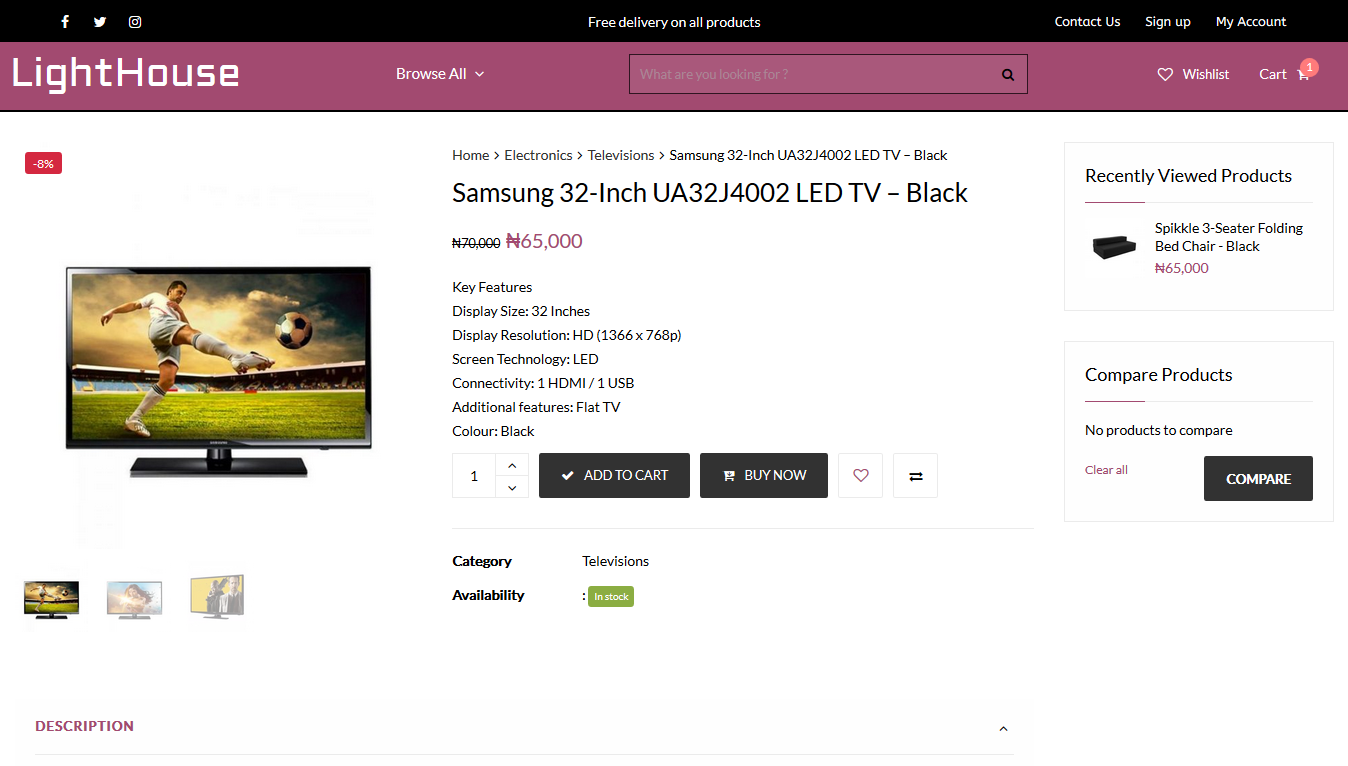 Free delivery on all products
Contact Us Sign up My Account
LightHouse
Browse All
What are you looking for ?
Wishlist
Cart 1
-8%
Home > Electronics > Televisions > Samsung 32-Inch UA32J4002 LED TV – Black
Samsung 32-Inch UA32J4002 LED TV – Black
₦70,000 ₦65,000
Key Features
Display Size: 32 Inches
Display Resolution: HD (1366 x 768p)
Screen Technology: LED
Connectivity: 1 HDMI / 1 USB
Additional features: Flat TV
Colour: Black
1
ADD TO CART
BUY NOW
Category Televisions
Availability : In stock
Recently Viewed Products
Spikkle 3-Seater Folding
Bed Chair - Black
₦65,000
Compare Products
No products to compare
Clear all
COMPARE
DESCRIPTION